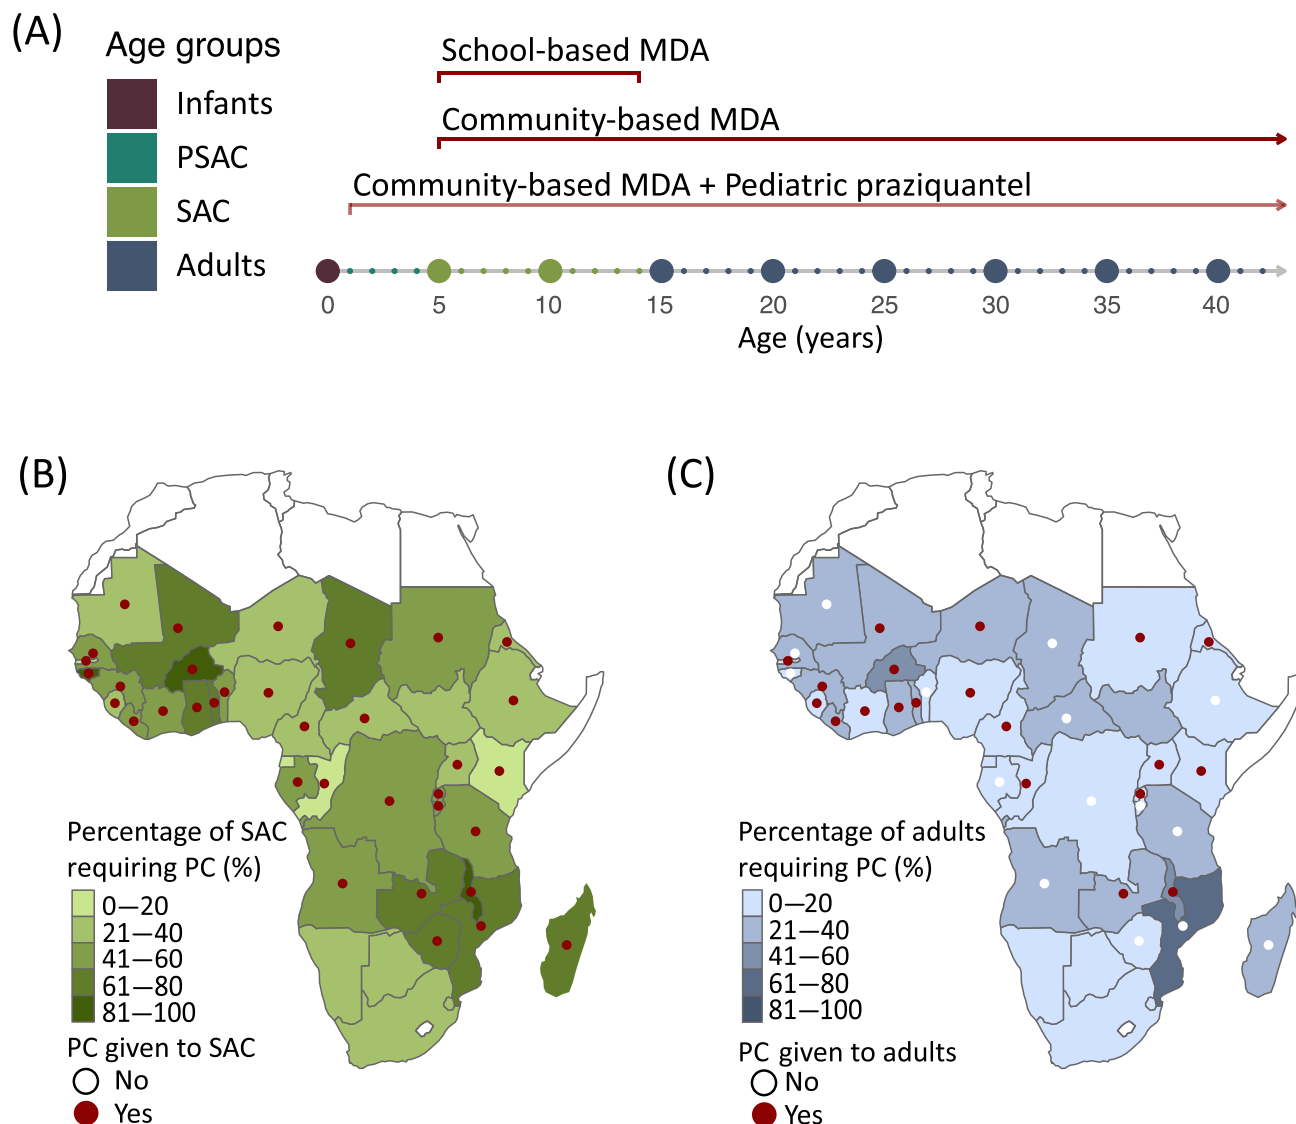 (A)
Age groups
Infants
PSAC
SAC
Adults
School-based MDA
Community-based MDA
Community-based MDA + Pediatric praziquantel
0 5 10 15 20 25 30 35 40
Age (years)
(B)
Percentage of SAC
requiring PC (%)
0—20
21—40
41—60
61—80
81—100
PC given to SAC
No
Yes
(C)
Percentage of adults
requiring PC (%)
0—20
21—40
41—60
61—80
81—100
PC given to adults
No
Yes